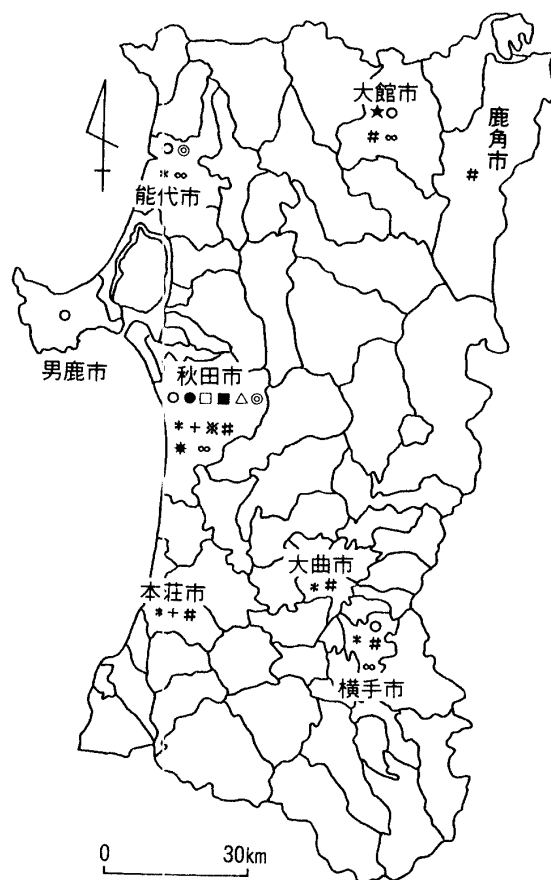 大館市
★○
#∞
鹿角市
#
○◎
*∞
能代市
○
男鹿市
秋田市
○●□■△◎
*+※#
✷ ∞
大曲市
*#
本荘市
*+#
○
*#
∞
横手市
0 30km